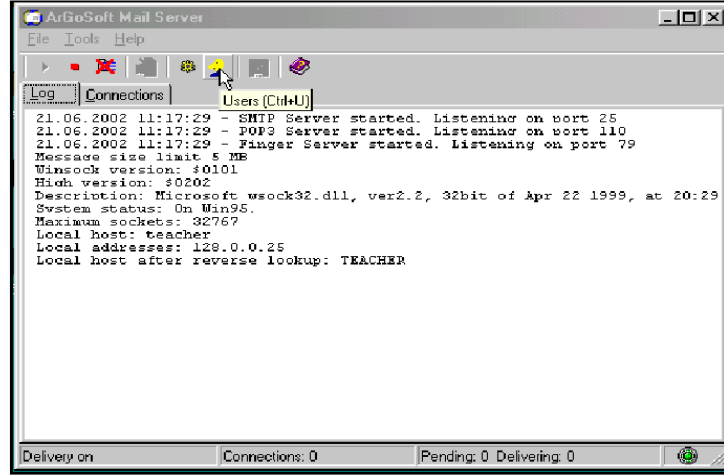 ArGoSoft Mail Server
File Tools Help
Log Connections
Users (Ctrl+U)
21.06.2002 11:17:29 - SMTP Server started. Listening on port 25
21.06.2002 11:17:29 - POP3 Server started. Listening on port 110
21.06.2002 11:17:29 - Finger Server started. Listening on port 79
Message size limit 5 MB
Winsock version: $0101
High version: $0202
Description: Microsoft wsock32.dll, ver2.2, 32bit of Apr 22 1999, at 20:29
System status: On Win95.
Maximum sockets: 32767
Local host: teacher
Local addresses: 128.0.0.25
Local host after reverse lookup: TEACHER
Delivery on Connections: 0 Pending: 0 Delivering: 0